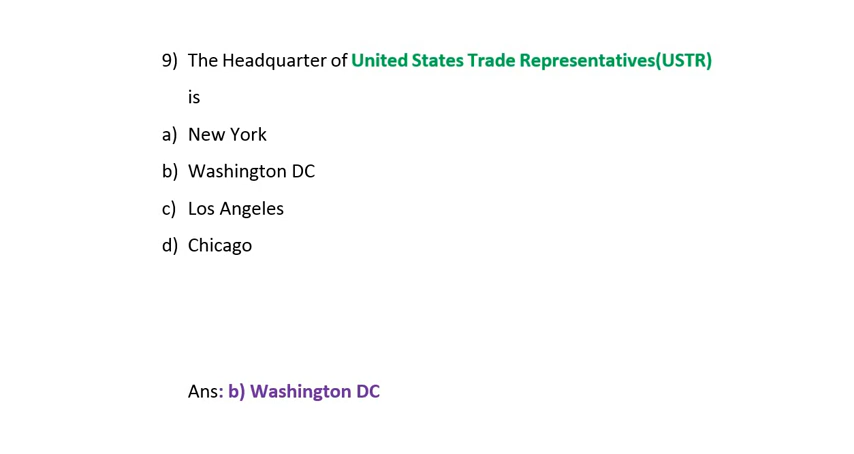 9) The Headquarter of United States Trade Representatives(USTR)
is
a) New York
b) Washington DC
c) Los Angeles
d) Chicago
Ans: b) Washington DC